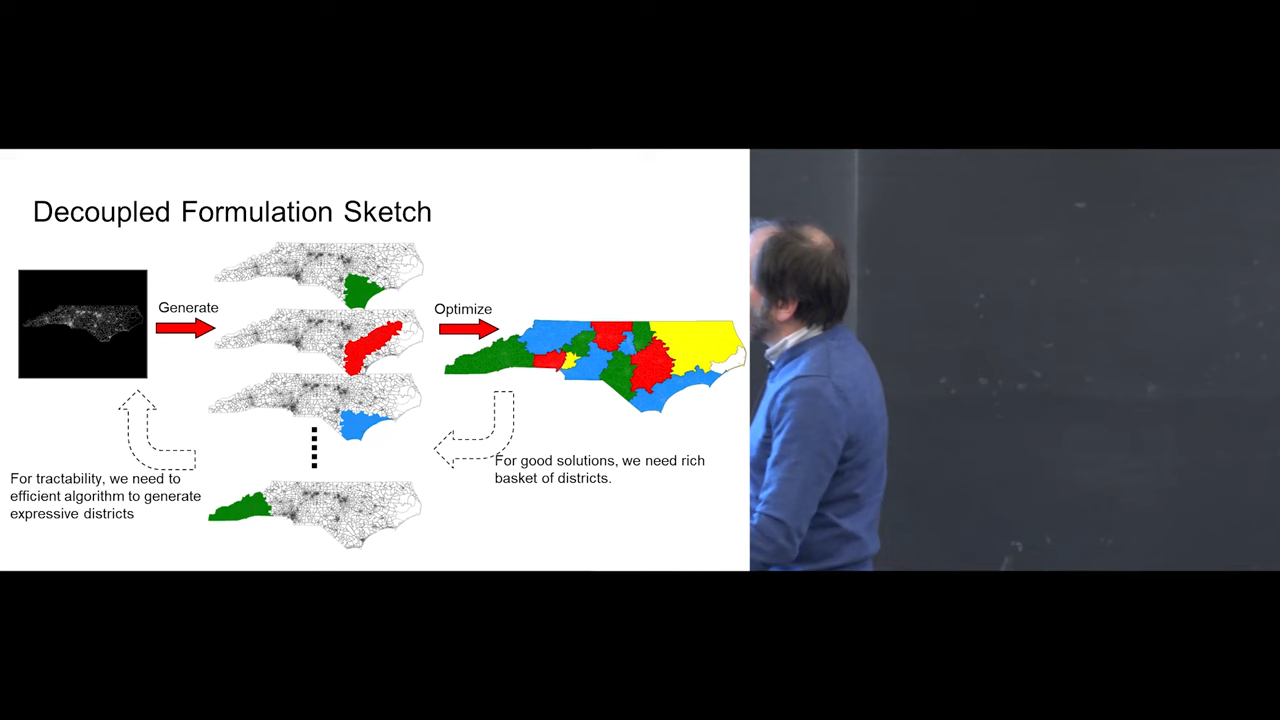 Decoupled Formulation Sketch
Generate
Optimize
For tractability, we need to
efficient algorithm to generate
expressive districts
For good solutions, we need rich
basket of districts.